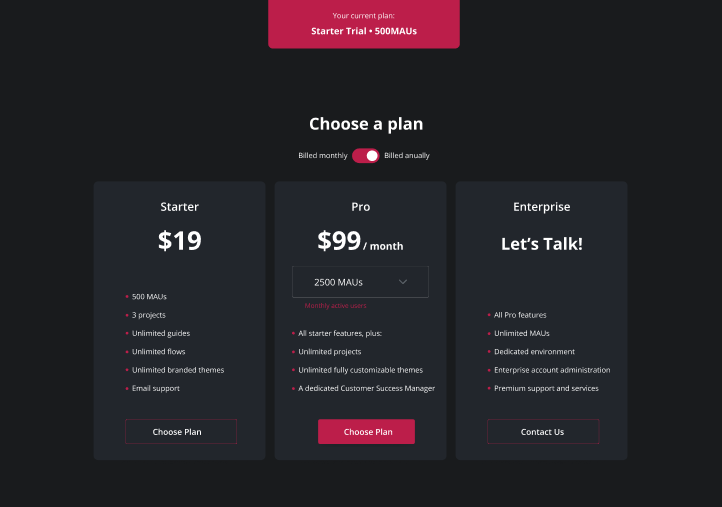 Your current plan:
Starter Trial • 500MAUs
Choose a plan
Billed monthly
Billed anually
Starter
$19
• 500 MAUs
• 3 projects
• Unlimited guides
• Unlimited flows
• Unlimited branded themes
• Email support
Choose Plan
Pro
$99 / month
2500 MAUs
Monthly active users
• All starter features, plus:
• Unlimited projects
• Unlimited fully customizable themes
• A dedicated Customer Success Manager
Choose Plan
Enterprise
Let’s Talk!
• All Pro features
• Unlimited MAUs
• Dedicated environment
• Enterprise account administration
• Premium support and services
Contact Us